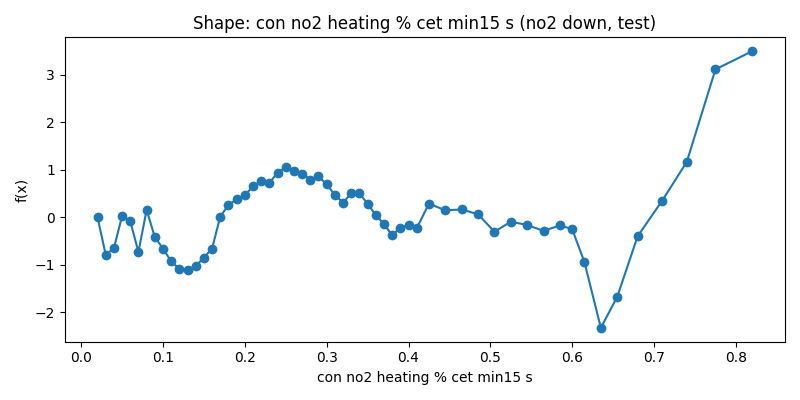 Shape: con no2 heating % cet min15 s (no2 down, test)
f(x)
3
2
1
0
−1
−2
0.0 0.1 0.2 0.3 0.4 0.5 0.6 0.7 0.8
con no2 heating % cet min15 s